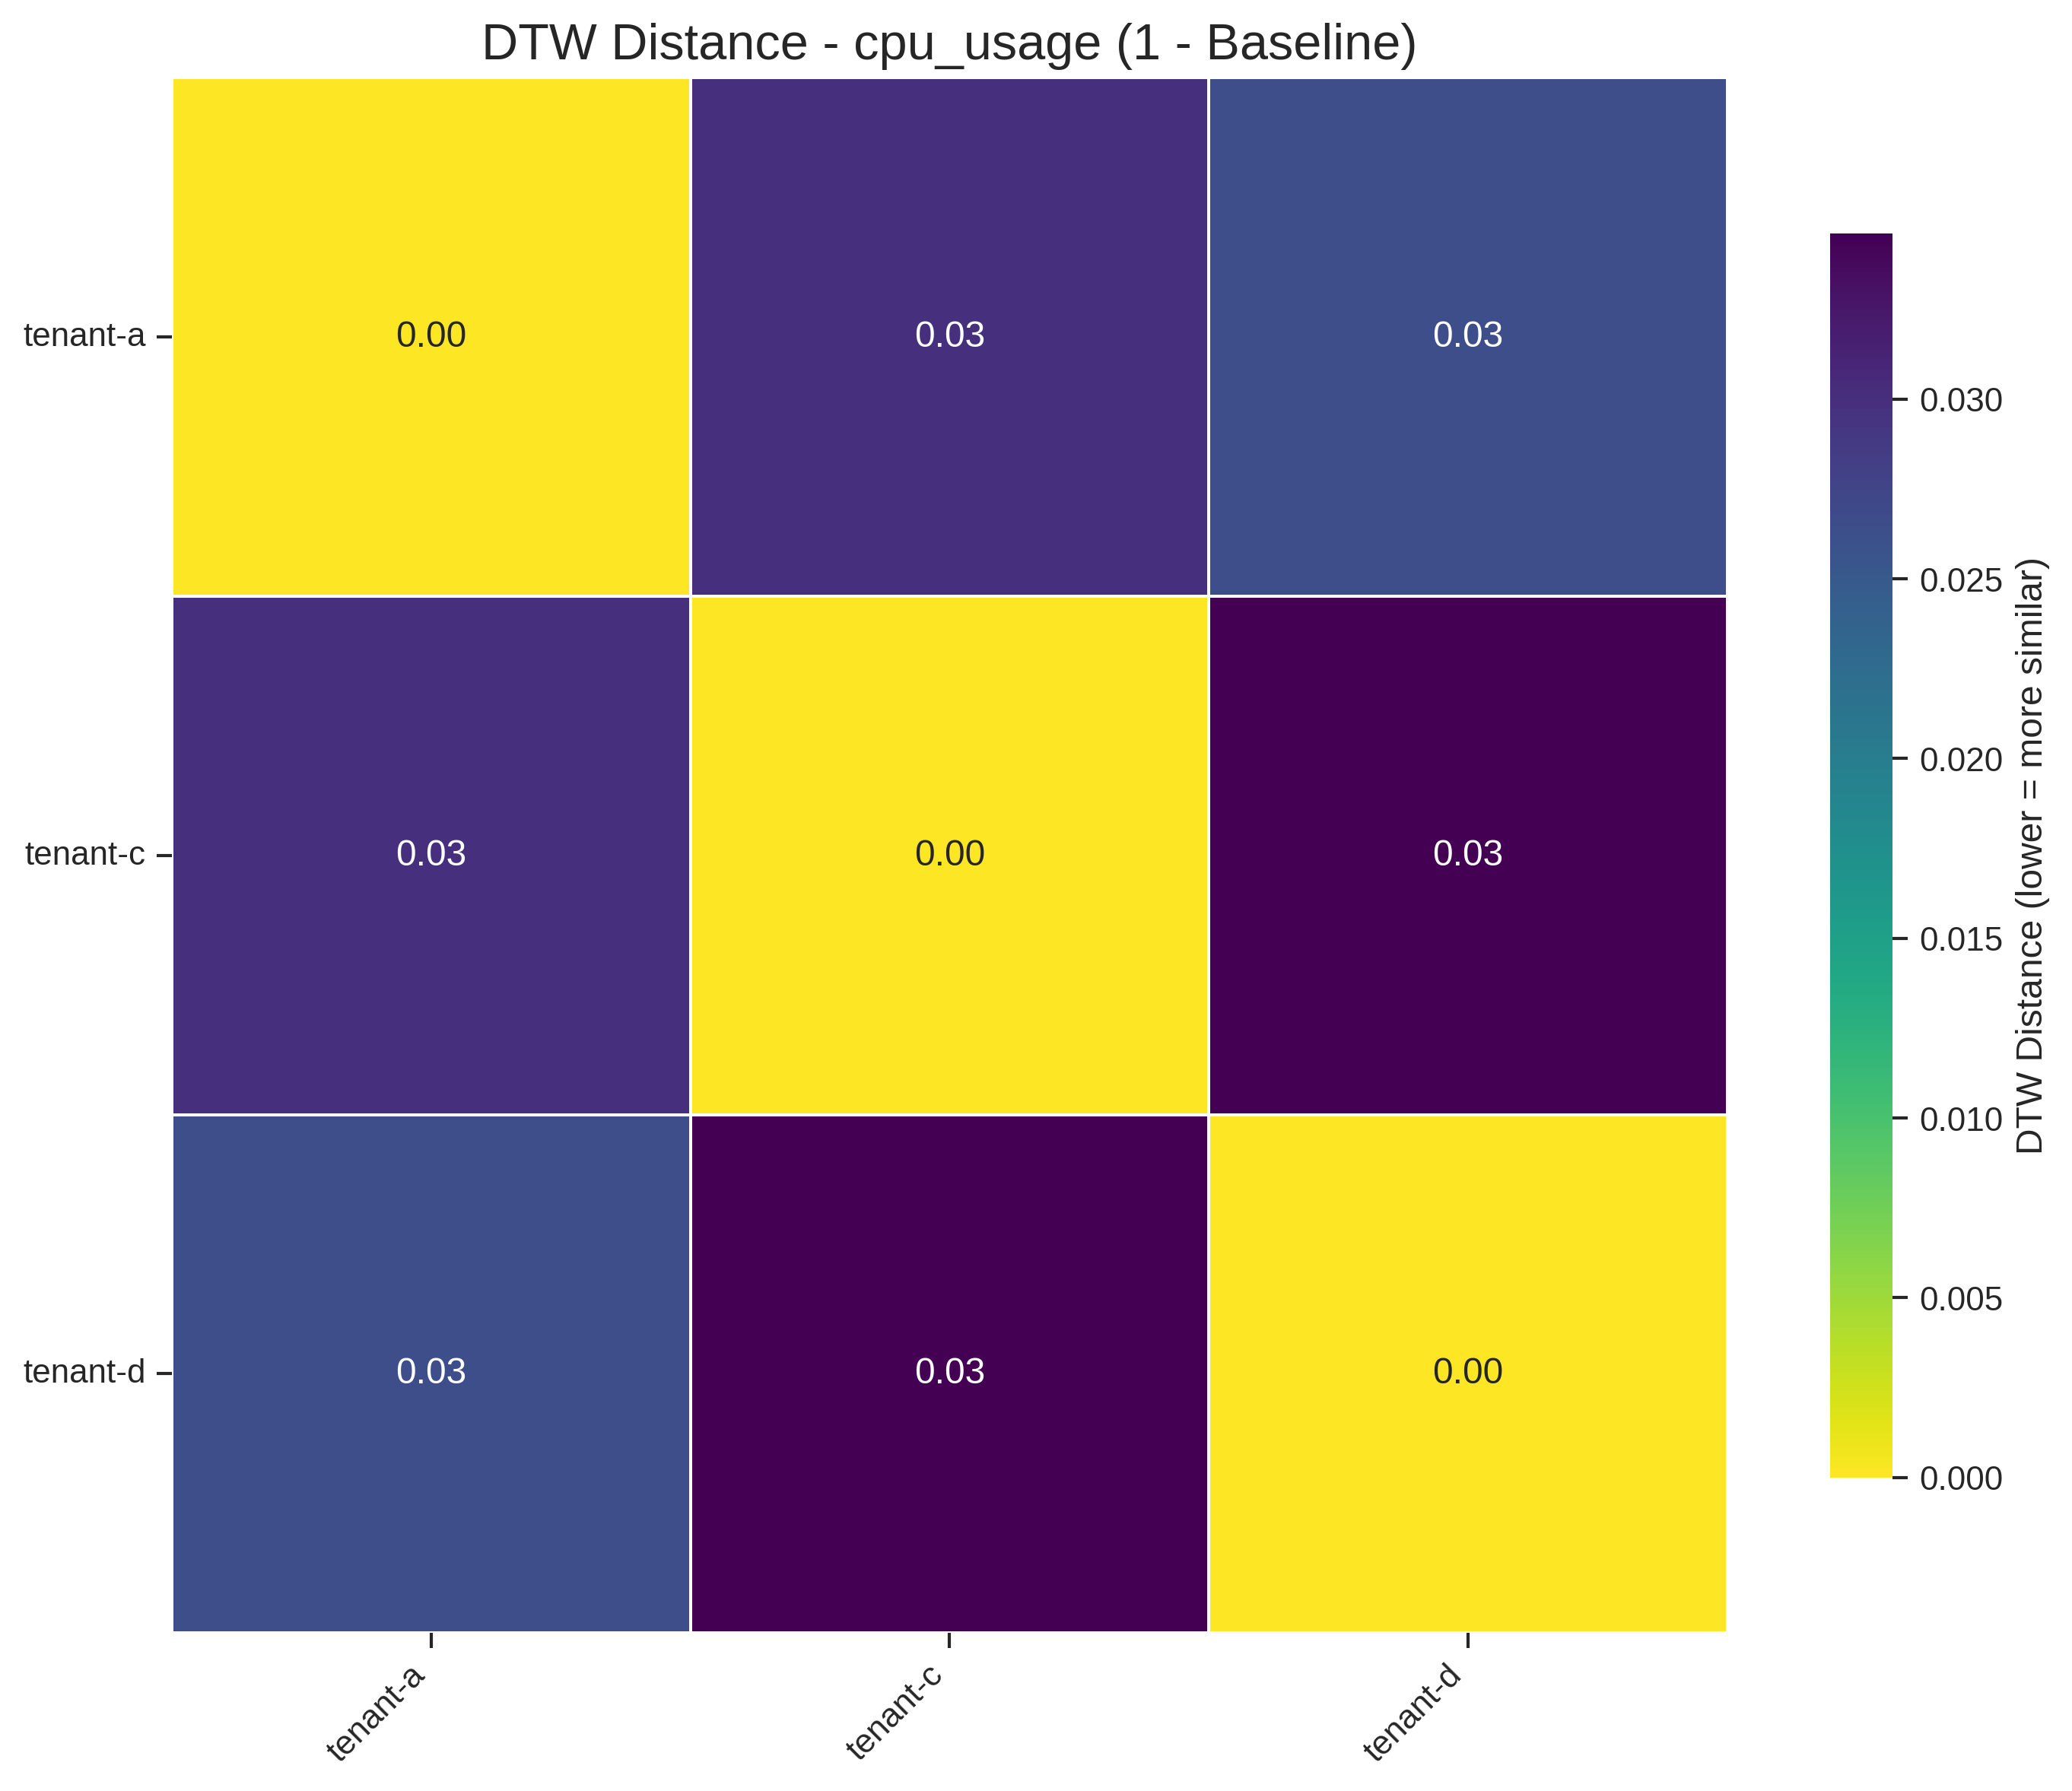 DTW Distance - cpu_usage (1 - Baseline)
tenant-a
0.00
0.03
0.03
tenant-c
0.03
0.00
0.03
tenant-d
0.03
0.03
0.00
tenant-a
tenant-c
tenant-d
0.030
0.025
0.020
0.015
0.010
0.005
0.000
DTW Distance (lower = more similar)